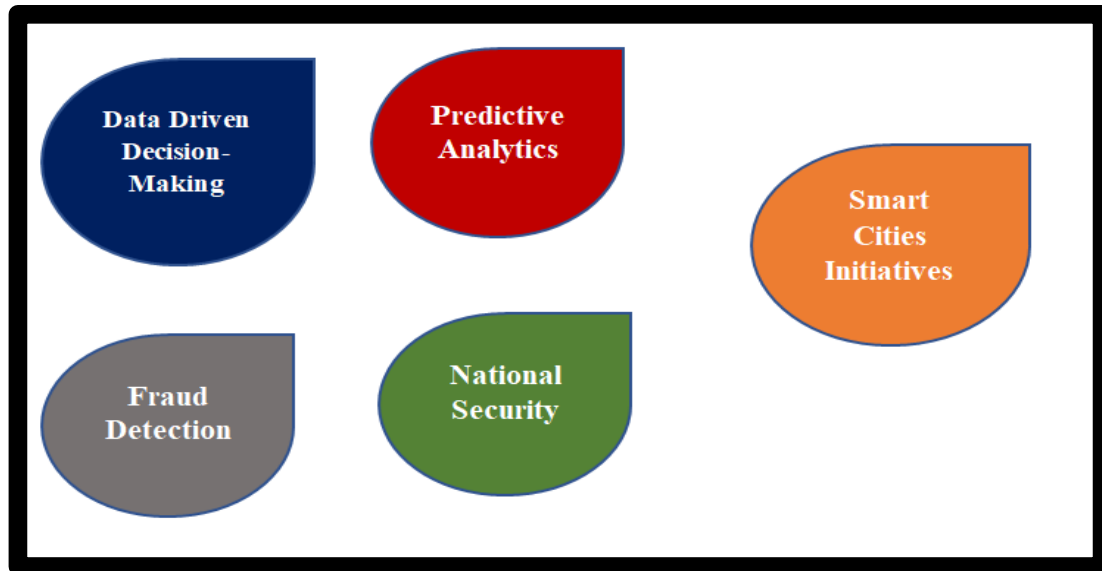 Data Driven
Decision-
Making
Predictive
Analytics
Smart
Cities
Initiatives
Fraud
Detection
National
Security